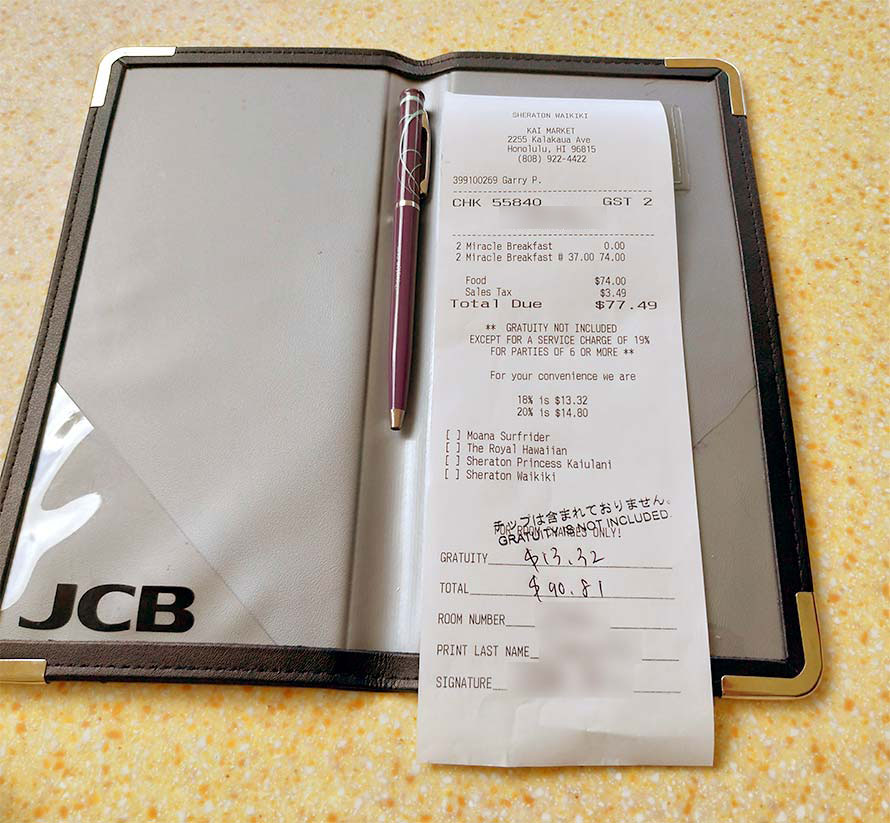 SHERATON WAIKIKI
KAI MARKET
2255 Kalakaua Ave
Honolulu, HI 96815
(808) 922-4422
399100269 Garry P.
CHK 55840 GST 2
2 Miracle Breakfast 0.00
2 Miracle Breakfast # 37.00 74.00
Food $74.00
Sales Tax $3.49
Total Due $77.49
** GRATUITY NOT INCLUDED
EXCEPT FOR A SERVICE CHARGE OF 19%
FOR PARTIES OF 6 OR MORE **
For your convenience we are
18% is $13.32
20% is $14.80
[ ] Moana Surfrider
[ ] The Royal Hawaiian
[ ] Sheraton Princess Kaiulani
[ ] Sheraton Waikiki
チップは含まれておりません。
GRATUITY IS NOT INCLUDED.
FOR ROOM CHARGES ONLY!
GRATUITY $13.32
TOTAL $90.81
ROOM NUMBER
PRINT LAST NAME
SIGNATURE
JCB